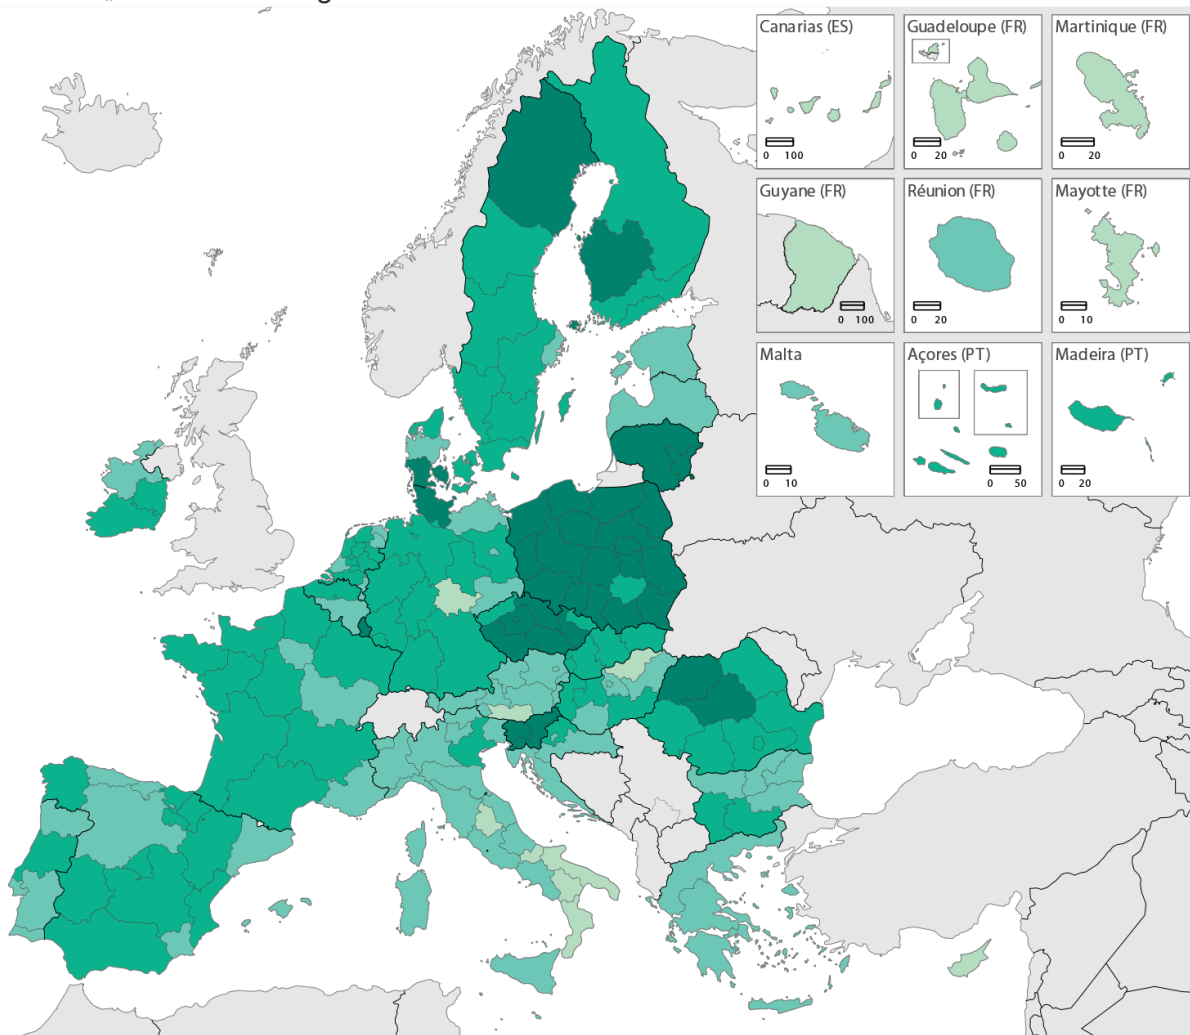 Canarias (ES)
0 100
Guadeloupe (FR)
0 20
Martinique (FR)
0 20
Guyane (FR)
0 100
Réunion (FR)
0 20
Mayotte (FR)
0 10
Malta
0 10
Açores (PT)
0 50
Madeira (PT)
0 20